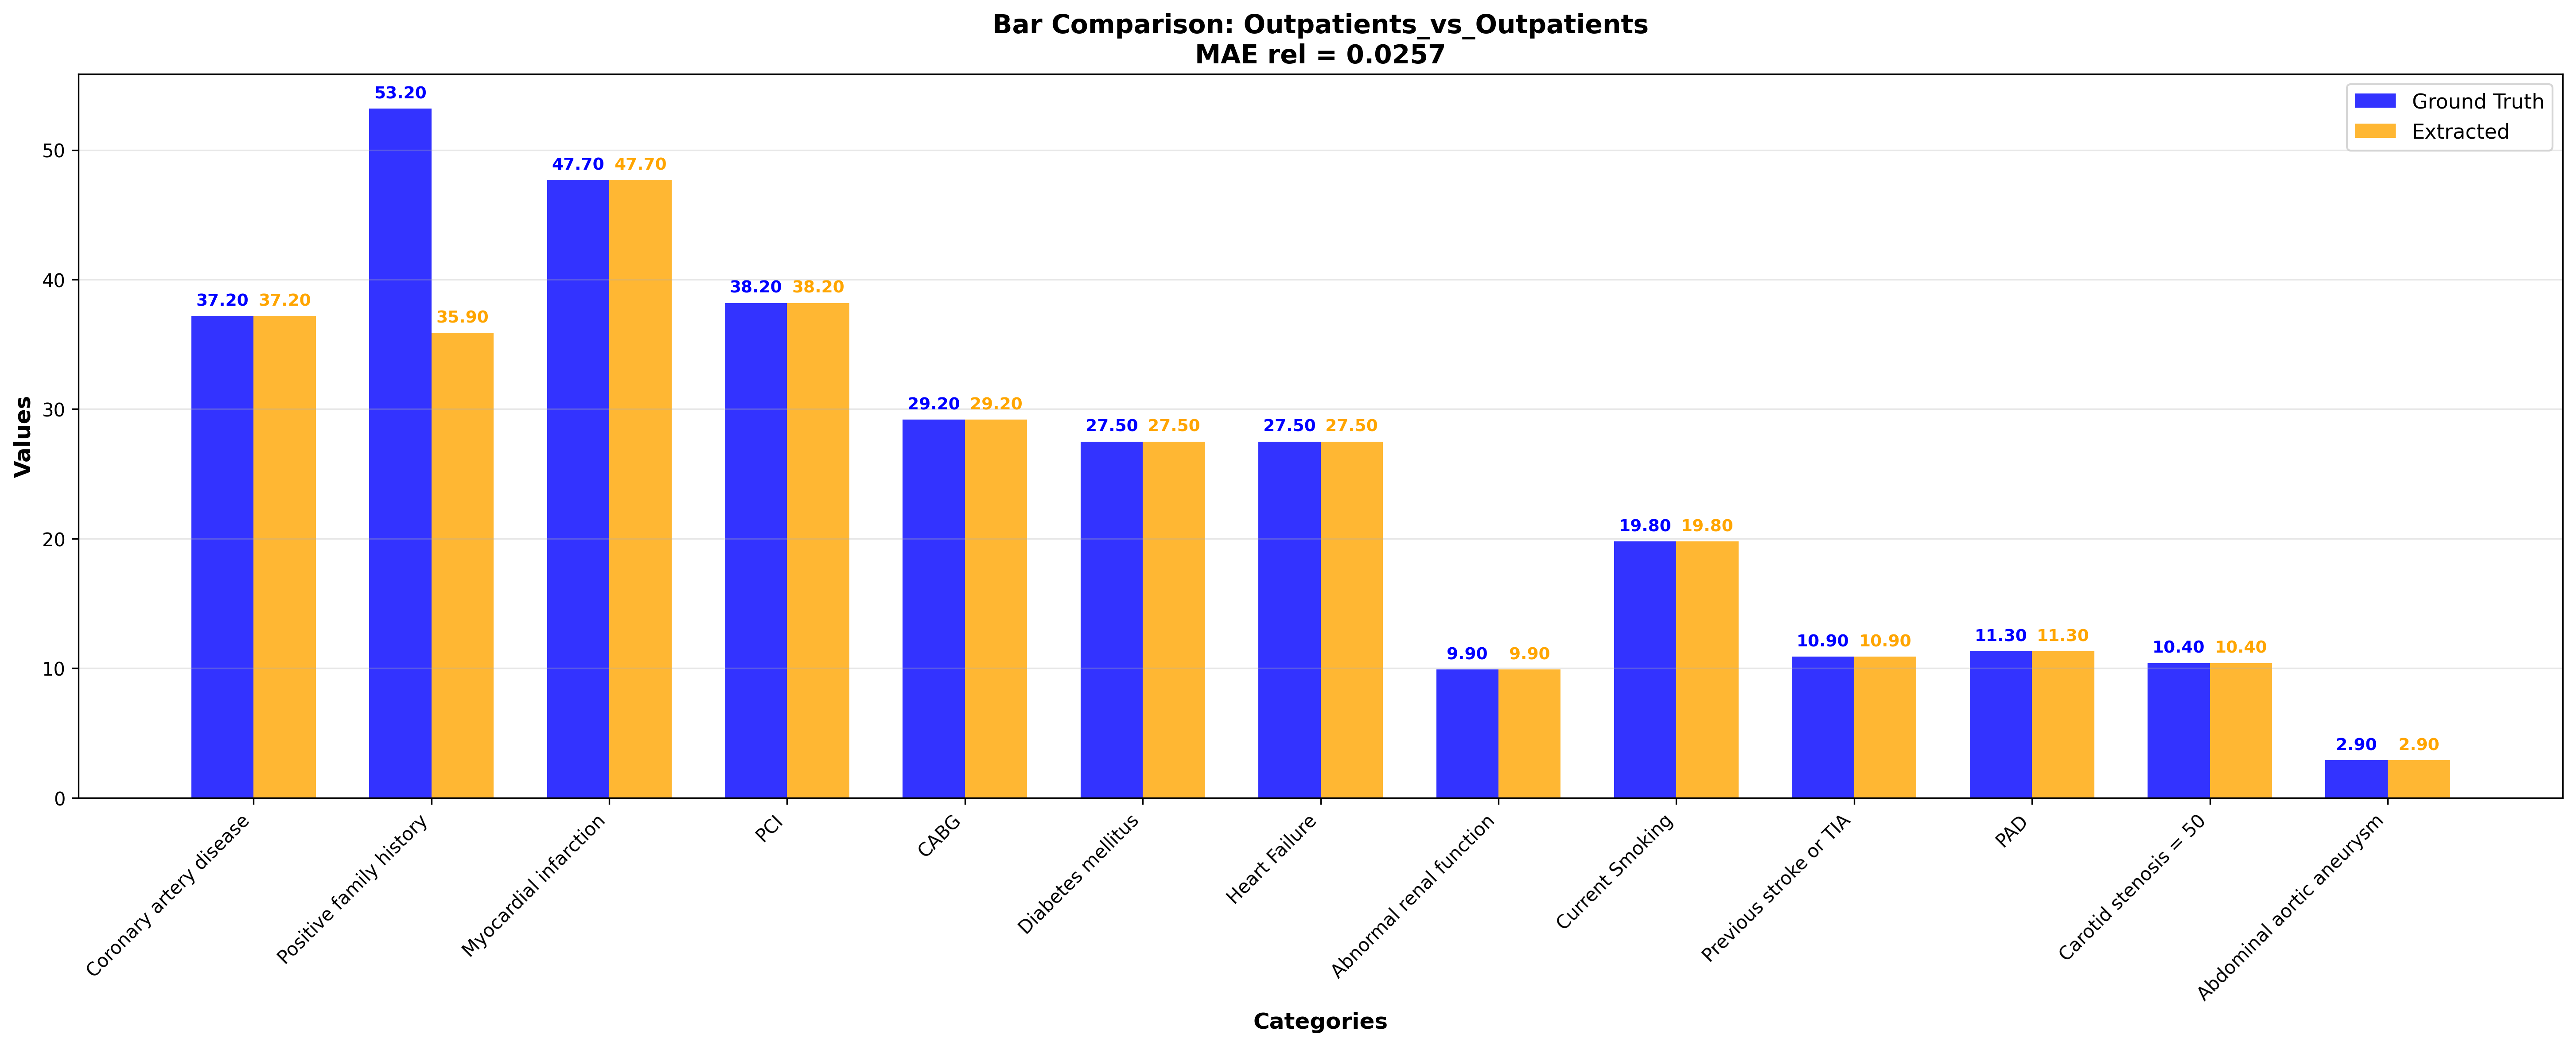 Bar Comparison: Outpatients_vs_Outpatients
MAE rel = 0.0257
Ground Truth
Extracted
Values
50
40
30
20
10
0
37.20 37.20
53.20 35.90
47.70 47.70
38.20 38.20
29.20 29.20
27.50 27.50
27.50 27.50
9.90 9.90
19.80 19.80
10.90 10.90
11.30 11.30
10.40 10.40
2.90 2.90
Coronary artery disease
Positive family history
Myocardial infarction
PCI
CABG
Diabetes mellitus
Heart Failure
Abnormal renal function
Current Smoking
Previous stroke or TIA
PAD
Carotid stenosis = 50
Abdominal aortic aneurysm
Categories